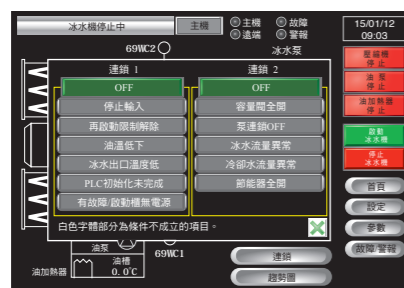 冰水機停止中
主機
主機 故障
遠端 警報
15/01/12
09:03
69WC2
冰水泵
連鎖 1
連鎖 2
OFF
OFF
停止輸入
容量閥全開
再啟動限制解除
泵連鎖OFF
油溫低下
冰水流量異常
冰水出口溫度低
冷卻水流量異常
PLC初始化未完成
節能器全開
有故障/啟動櫃無電源
白色字體部分為條件不成立的項目。
壓縮機
停止
油泵
停止
油加熱器
停止
啟動
冰水機
停止
冰水機
首頁
設定
參數
故障/警報
油泵
油槽
69WC1
油加熱器
0.0℃
連鎖
趨勢圖